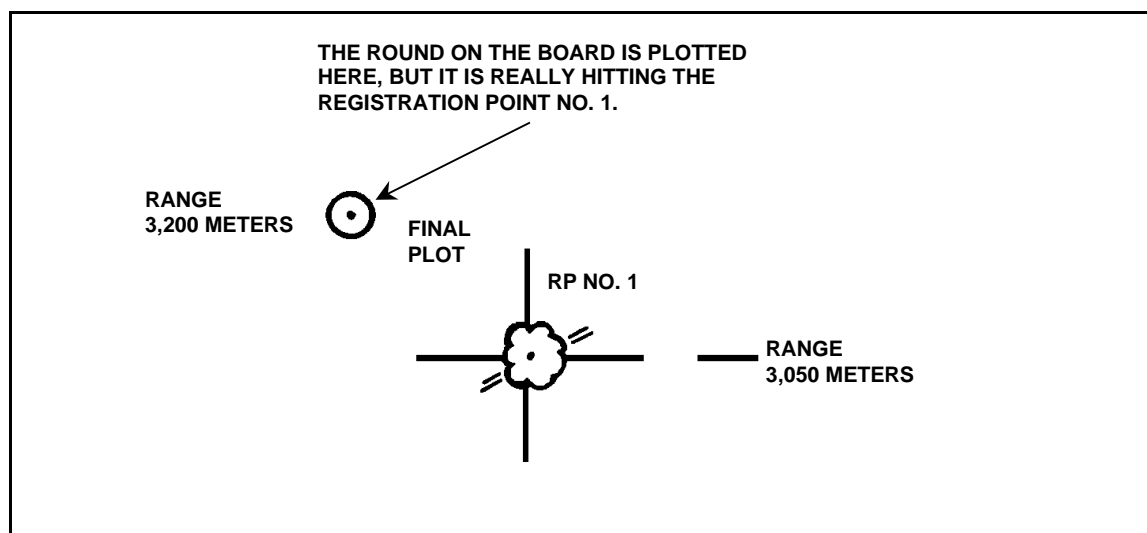 THE ROUND ON THE BOARD IS PLOTTED
HERE, BUT IT IS REALLY HITTING THE
REGISTRATION POINT NO. 1.
RANGE
3,200 METERS
FINAL
PLOT
RP NO. 1
RANGE
3,050 METERS